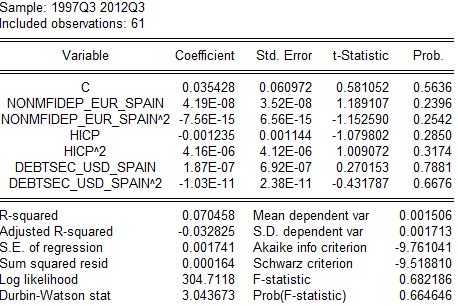 Sample: 1997Q3 2012Q3
Included observations: 61
Variable Coefficient Std. Error t-Statistic Prob.
C 0.035428 0.060972 0.581052 0.5636
NONMFIDEP_EUR_SPAIN 4.19E-08 3.52E-08 1.189107 0.2396
NONMFIDEP_EUR_SPAIN^2 -7.56E-15 6.56E-15 -1.152590 0.2542
HICP -0.001235 0.001144 -1.079802 0.2850
HICP^2 4.16E-06 4.12E-06 1.009072 0.3174
DEBTSEC_USD_SPAIN 1.87E-07 6.92E-07 0.270153 0.7881
DEBTSEC_USD_SPAIN^2 -1.03E-11 2.38E-11 -0.431787 0.6676
R-squared 0.070458 Mean dependent var 0.001506
Adjusted R-squared -0.032825 S.D. dependent var 0.001713
S.E. of regression 0.001741 Akaike info criterion -9.761041
Sum squared resid 0.000164 Schwarz criterion -9.518810
Log likelihood 304.7118 F-statistic 0.682186
Durbin-Watson stat 3.043673 Prob(F-statistic) 0.664646